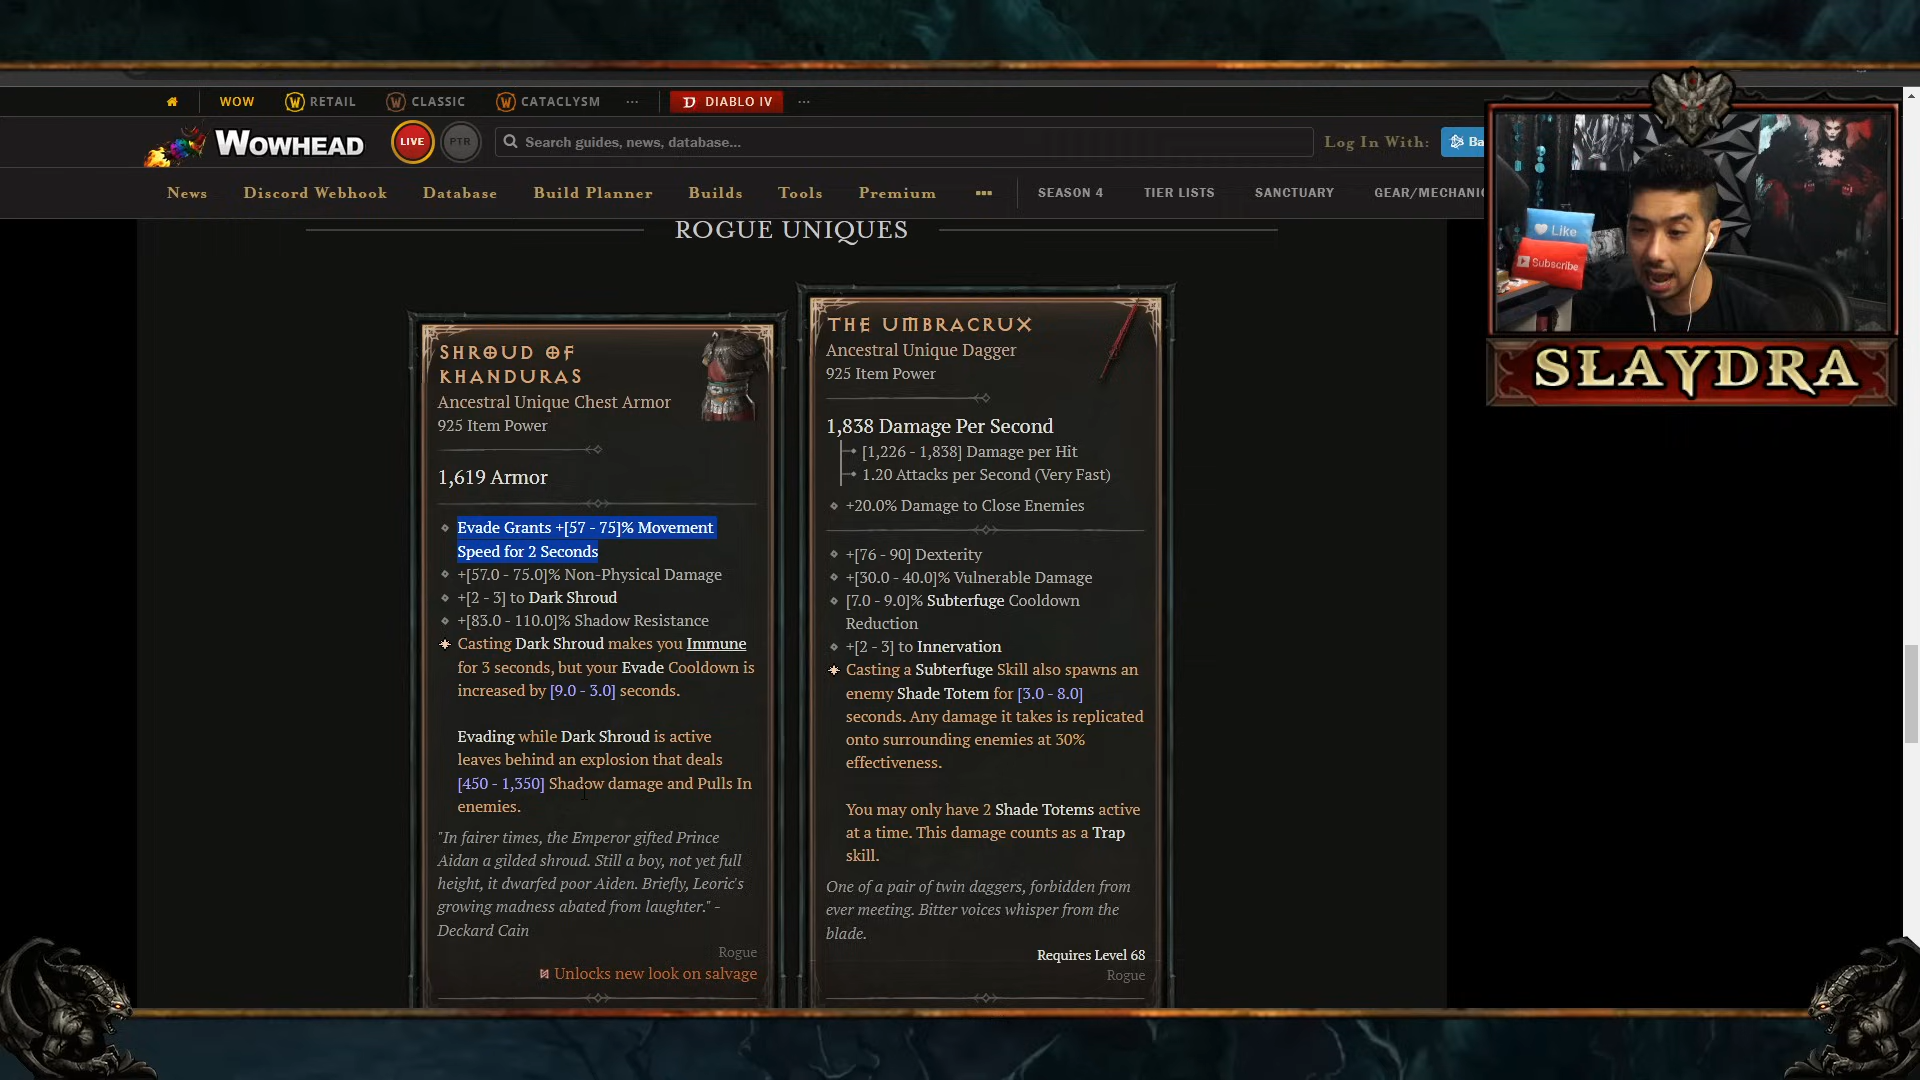 WOW
RETAIL
CLASSIC
CATACLYSM
DIABLO IV
WOWHEAD
LIVE
PTR
Search guides, news, database...
Log In With:
Ba
News
Discord Webhook
Database
Build Planner
Builds
Tools
Premium
SEASON 4
TIER LISTS
SANCTUARY
GEAR/MECHANIC
Like
Subscribe
SLAYDRA
ROGUE UNIQUES
SHROUD OF
KHANDURAS
Ancestral Unique Chest Armor
925 Item Power
1,619 Armor
Evade Grants +[57 - 75]% Movement
Speed for 2 Seconds
+[57.0 - 75.0]% Non-Physical Damage
+[2 - 3] to Dark Shroud
+[83.0 - 110.0]% Shadow Resistance
Casting Dark Shroud makes you Immune
for 3 seconds, but your Evade Cooldown is
increased by [9.0 - 3.0] seconds.
Evading while Dark Shroud is active
leaves behind an explosion that deals
[450 - 1,350] Shadow damage and Pulls In
enemies.
"In fairer times, the Emperor gifted Prince
Aidan a gilded shroud. Still a boy, not yet full
height, it dwarfed poor Aiden. Briefly, Leoric's
growing madness abated from laughter." -
Deckard Cain
Rogue
Unlocks new look on salvage
THE UMBRACRUX
Ancestral Unique Dagger
925 Item Power
1,838 Damage Per Second
[1,226 - 1,838] Damage per Hit
1.20 Attacks per Second (Very Fast)
+20.0% Damage to Close Enemies
+[76 - 90] Dexterity
+[30.0 - 40.0]% Vulnerable Damage
[7.0 - 9.0]% Subterfuge Cooldown
Reduction
+[2 - 3] to Innervation
Casting a Subterfuge Skill also spawns an
enemy Shade Totem for [3.0 - 8.0]
seconds. Any damage it takes is replicated
onto surrounding enemies at 30%
effectiveness.
You may only have 2 Shade Totems active
at a time. This damage counts as a Trap
skill.
One of a pair of twin daggers, forbidden from
ever meeting. Bitter voices whisper from the
blade.
Requires Level 68
Rogue